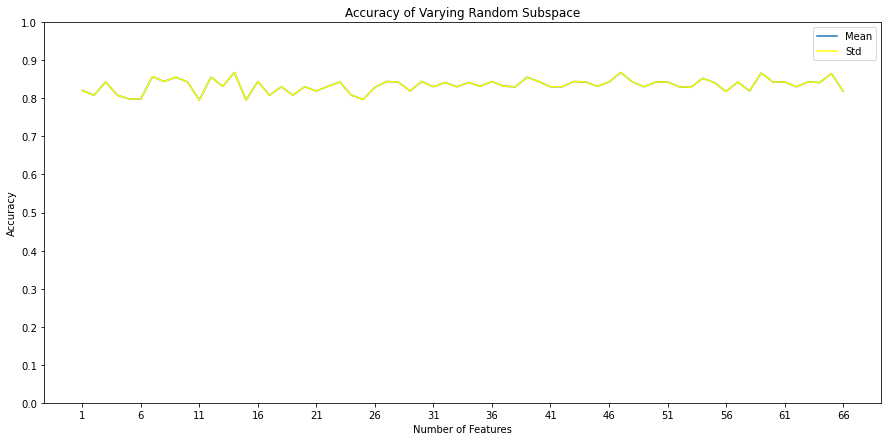 Accuracy of Varying Random Subspace
Mean
Std
1.0
0.9
0.8
0.7
0.6
0.5
0.4
0.3
0.2
0.1
0.0
Accuracy
1 6 11 16 21 26 31 36 41 46 51 56 61 66
Number of Features